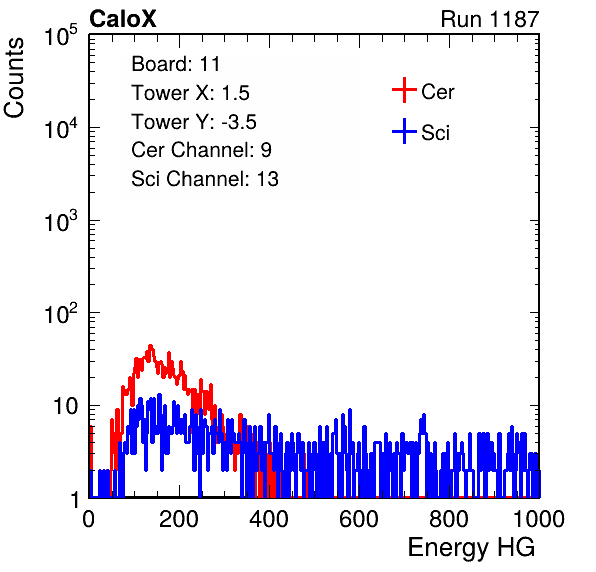 CaloX Run 1187
Counts
Board: 11
Tower X: 1.5
Tower Y: -3.5
Cer Channel: 9
Sci Channel: 13
Cer
Sci
10^5
10^4
10^3
10^2
10
1
0 200 400 600 800 1000
Energy HG